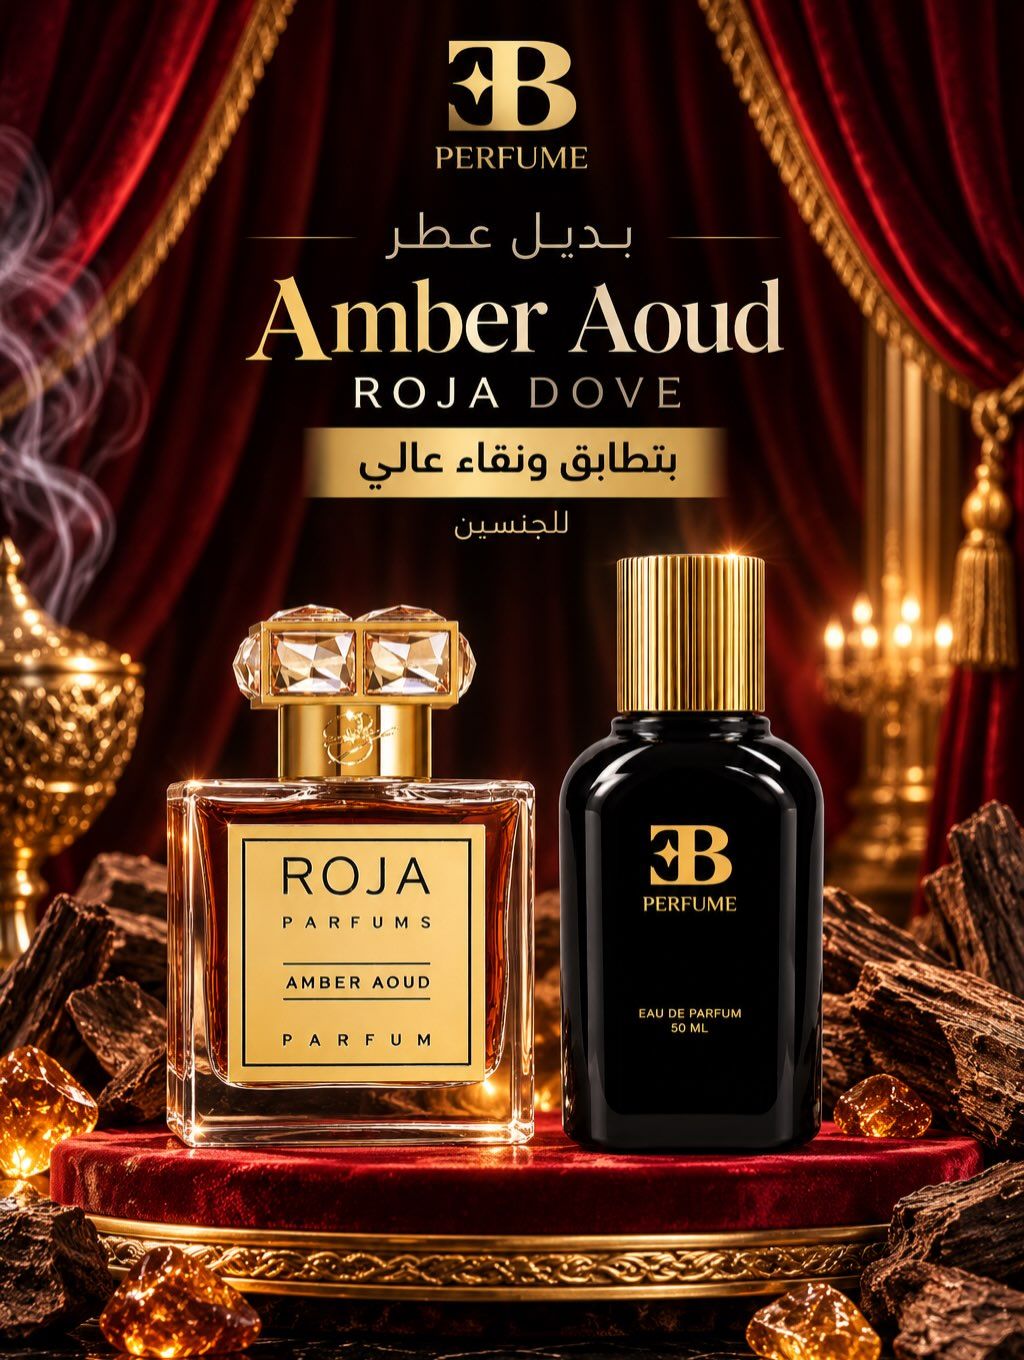 EB
PERFUME
بديل عطر
Amber Aoud
ROJA DOVE
بتطابق ونقاء عالي
للجنسين
ROJA
PARFUMS
AMBER AOUD
PARFUM
EB
PERFUME
EAU DE PARFUM
50 ML